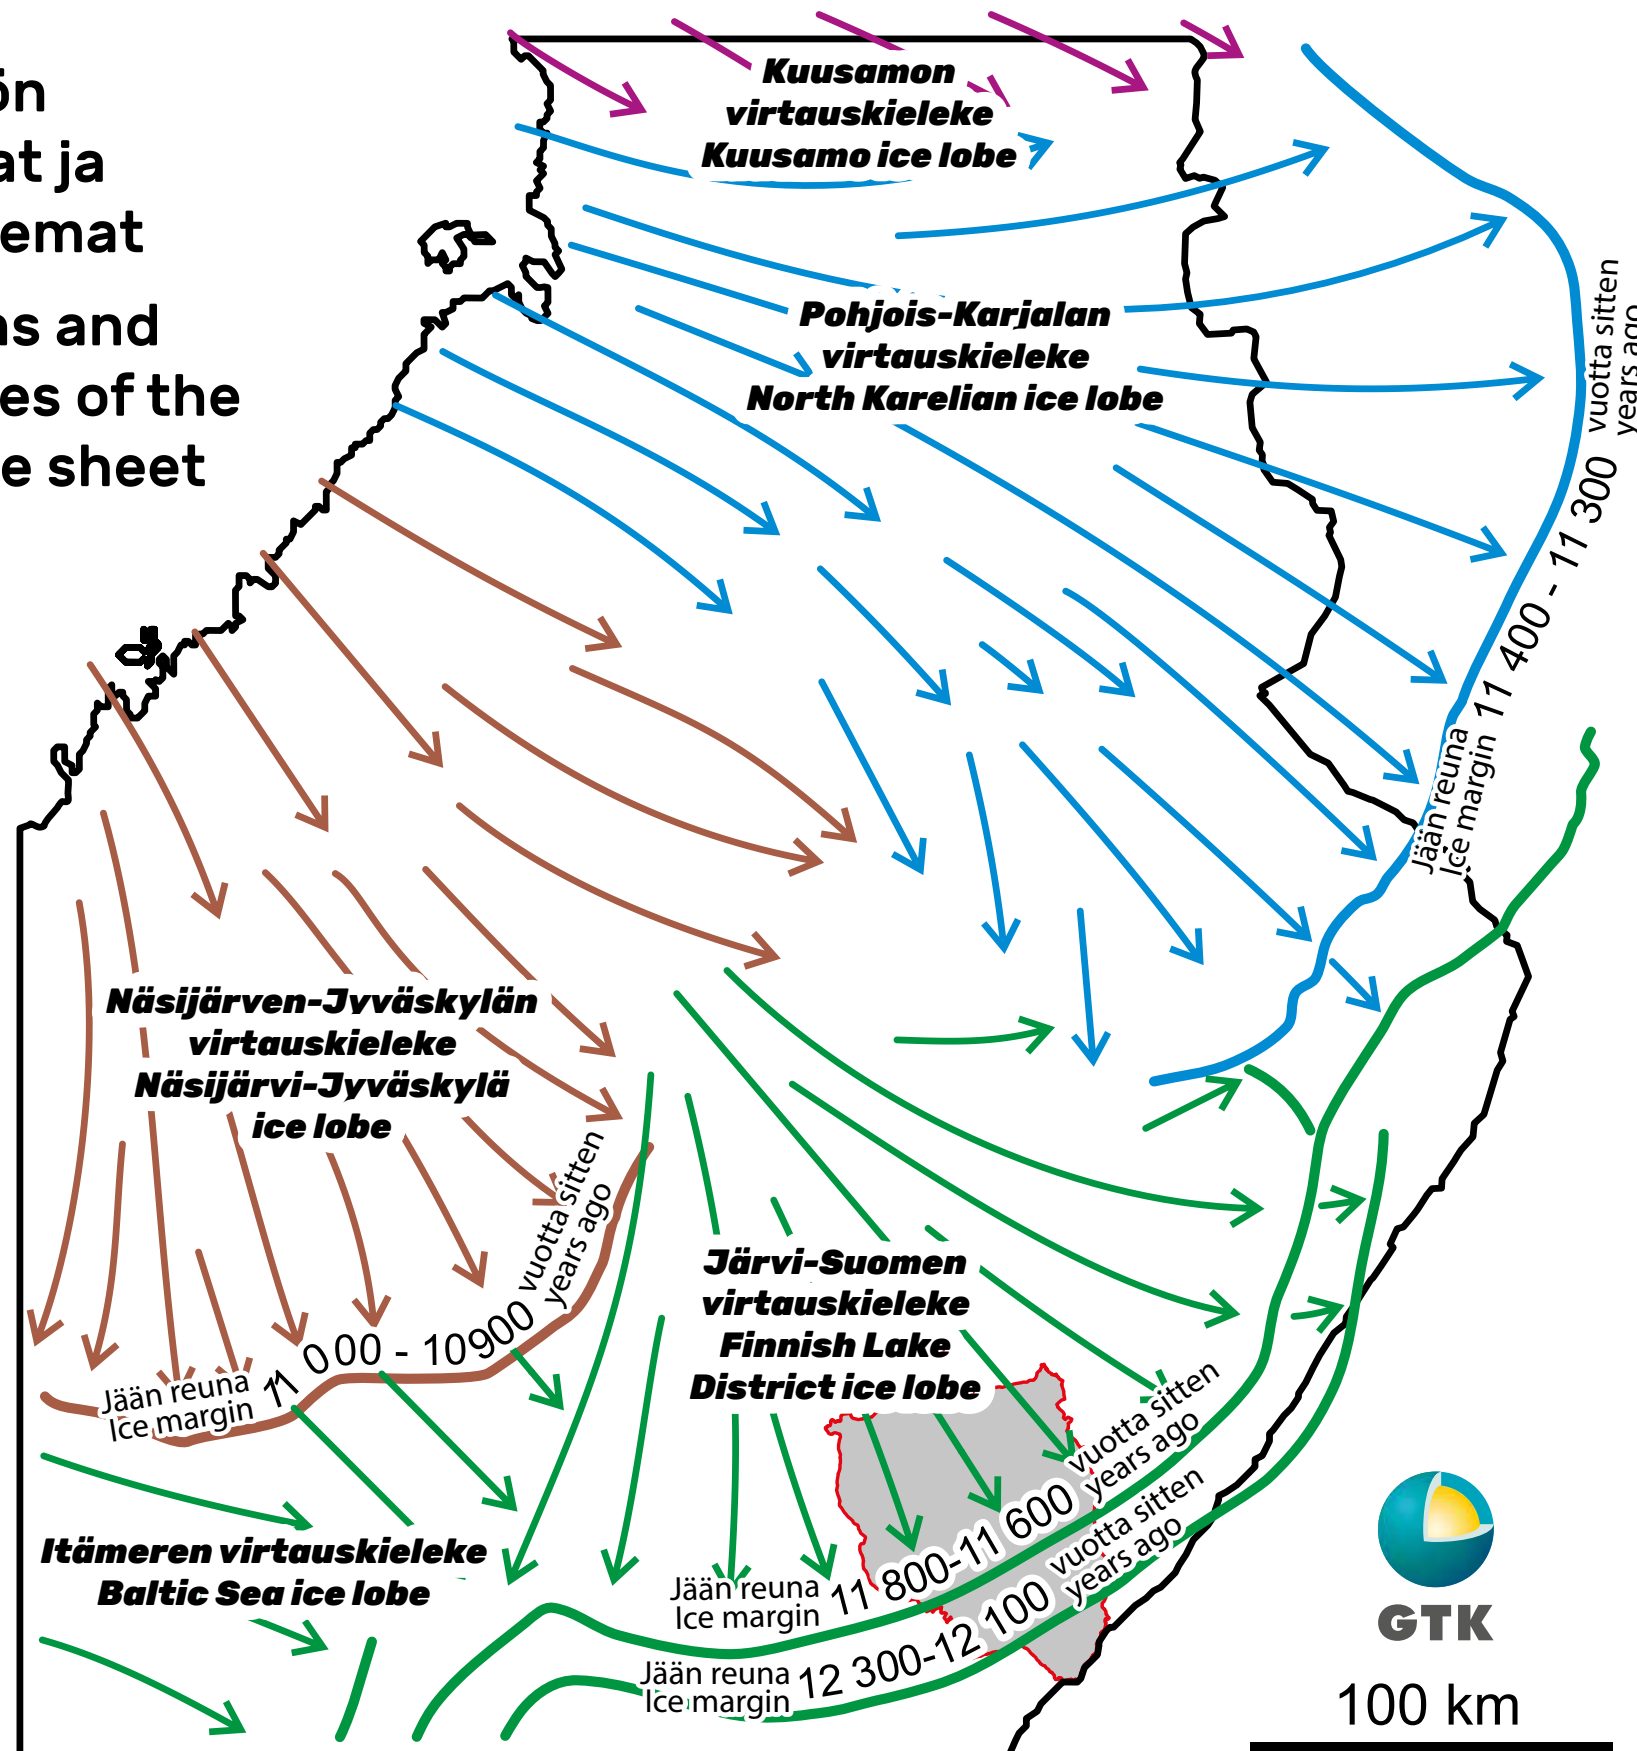 ön
at ja
emat
ns and
es of the
e sheet
Kuusamon
virtauskieleke
Kuusamo ice lobe
Pohjois-Karjalan
virtauskieleke
North Karelian ice lobe
Jään reuna
Ice margin
11 400 - 11 300
vuotta sitten
years ago
Näsijärven-Jyväskylän
virtauskieleke
Näsijärvi-Jyväskylä
ice lobe
Jään reuna
Ice margin
11 000 - 10900
vuotta sitten
years ago
Järvi-Suomen
virtauskieleke
Finnish Lake
District ice lobe
Itämeren virtauskieleke
Baltic Sea ice lobe
Jään reuna
Ice margin
11 800-11 600
vuotta sitten
years ago
Jään reuna
Ice margin
12 300-12 100
vuotta sitten
years ago
GTK
100 km